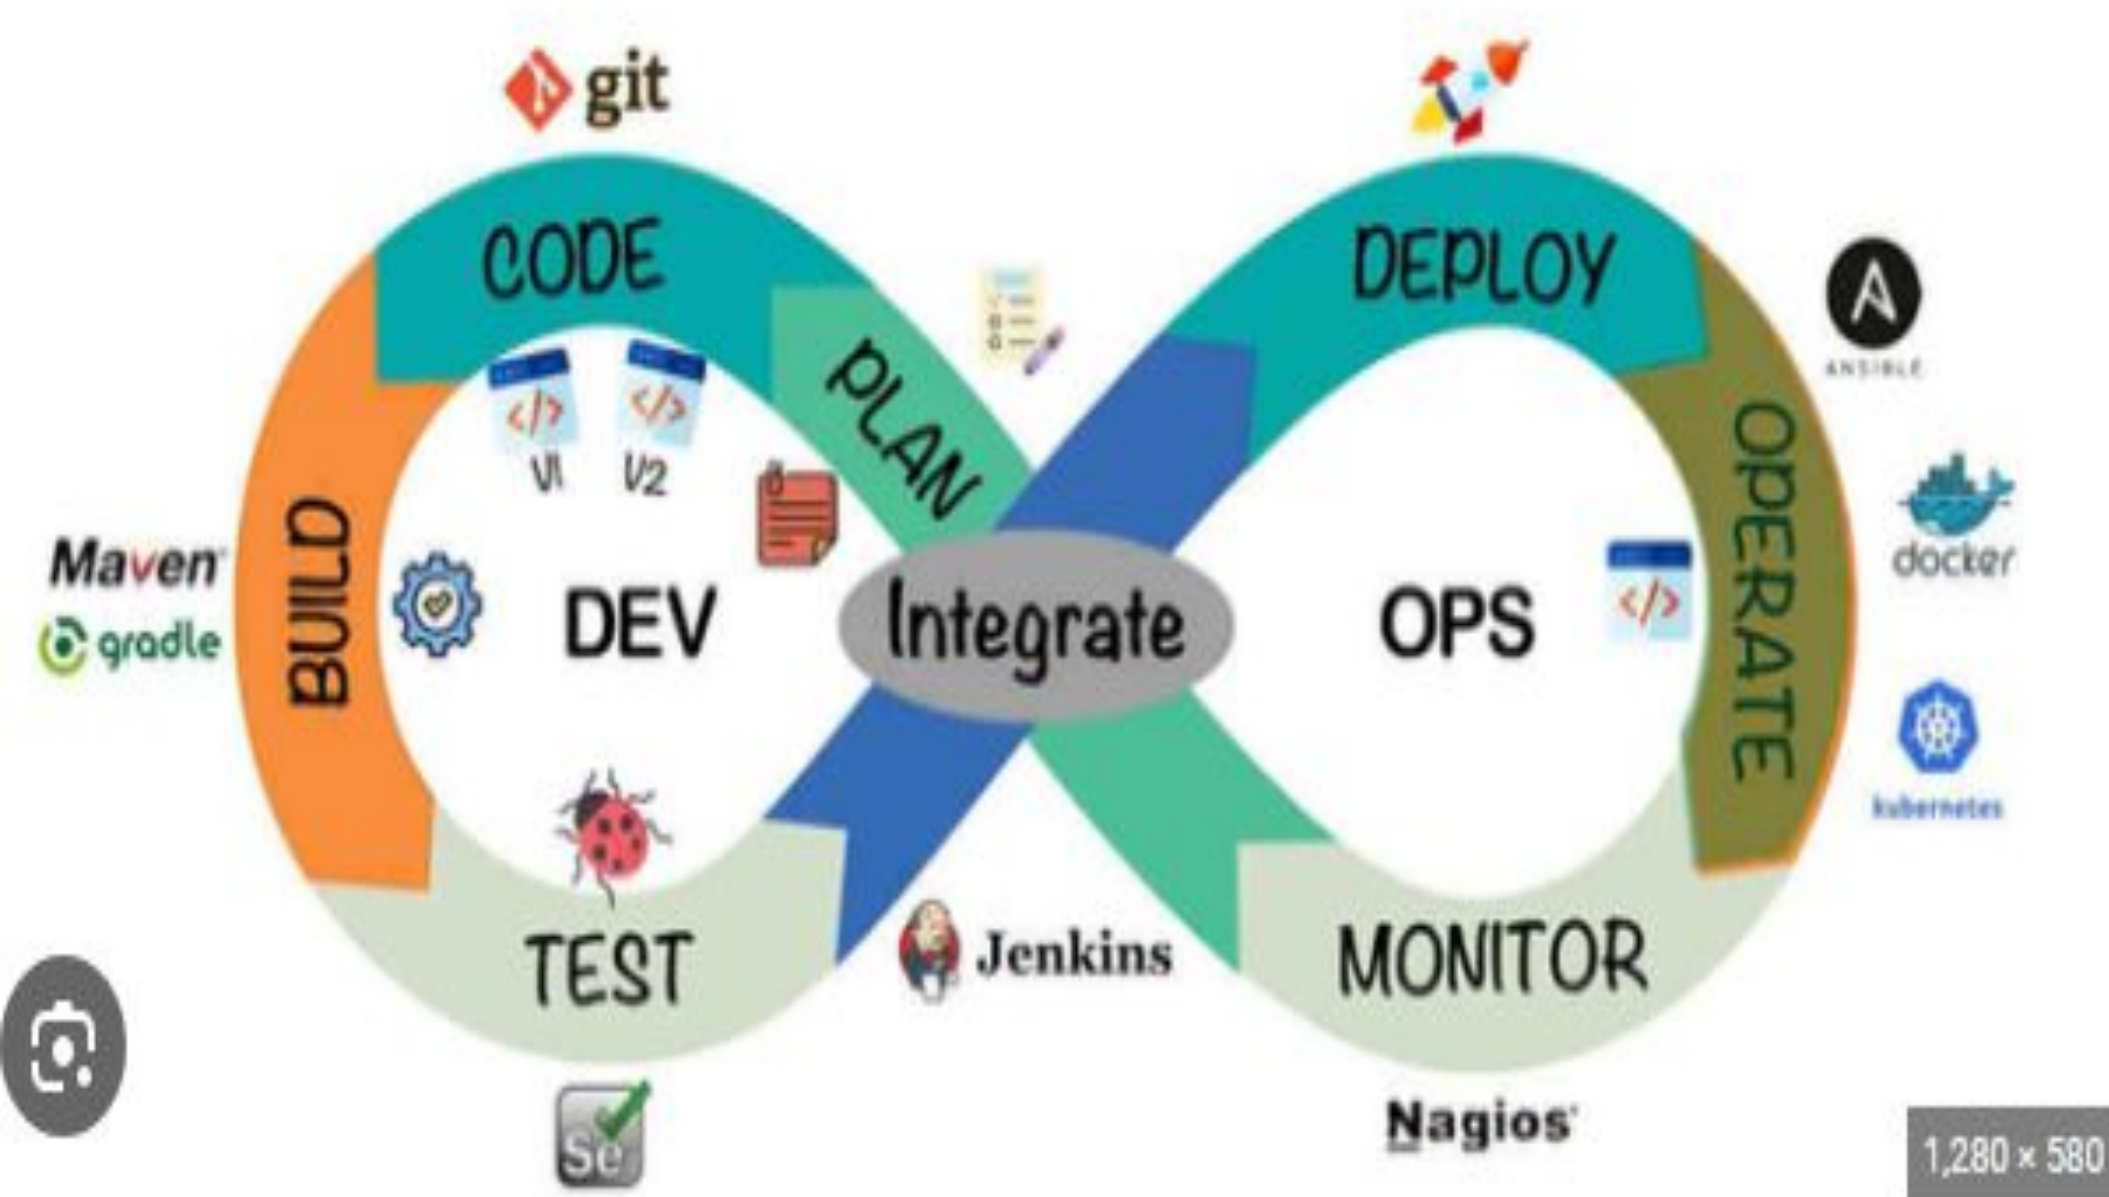 git
CODE
DEPLOY
PLAN
ANSIBLE
</>
</>
V1
V2
OPERATE
BUILD
Maven
gradle
DEV
Integrate
OPS
</>
docker
kubernetes
TEST
Jenkins
MONITOR
Se
Nagios
1,280 × 580